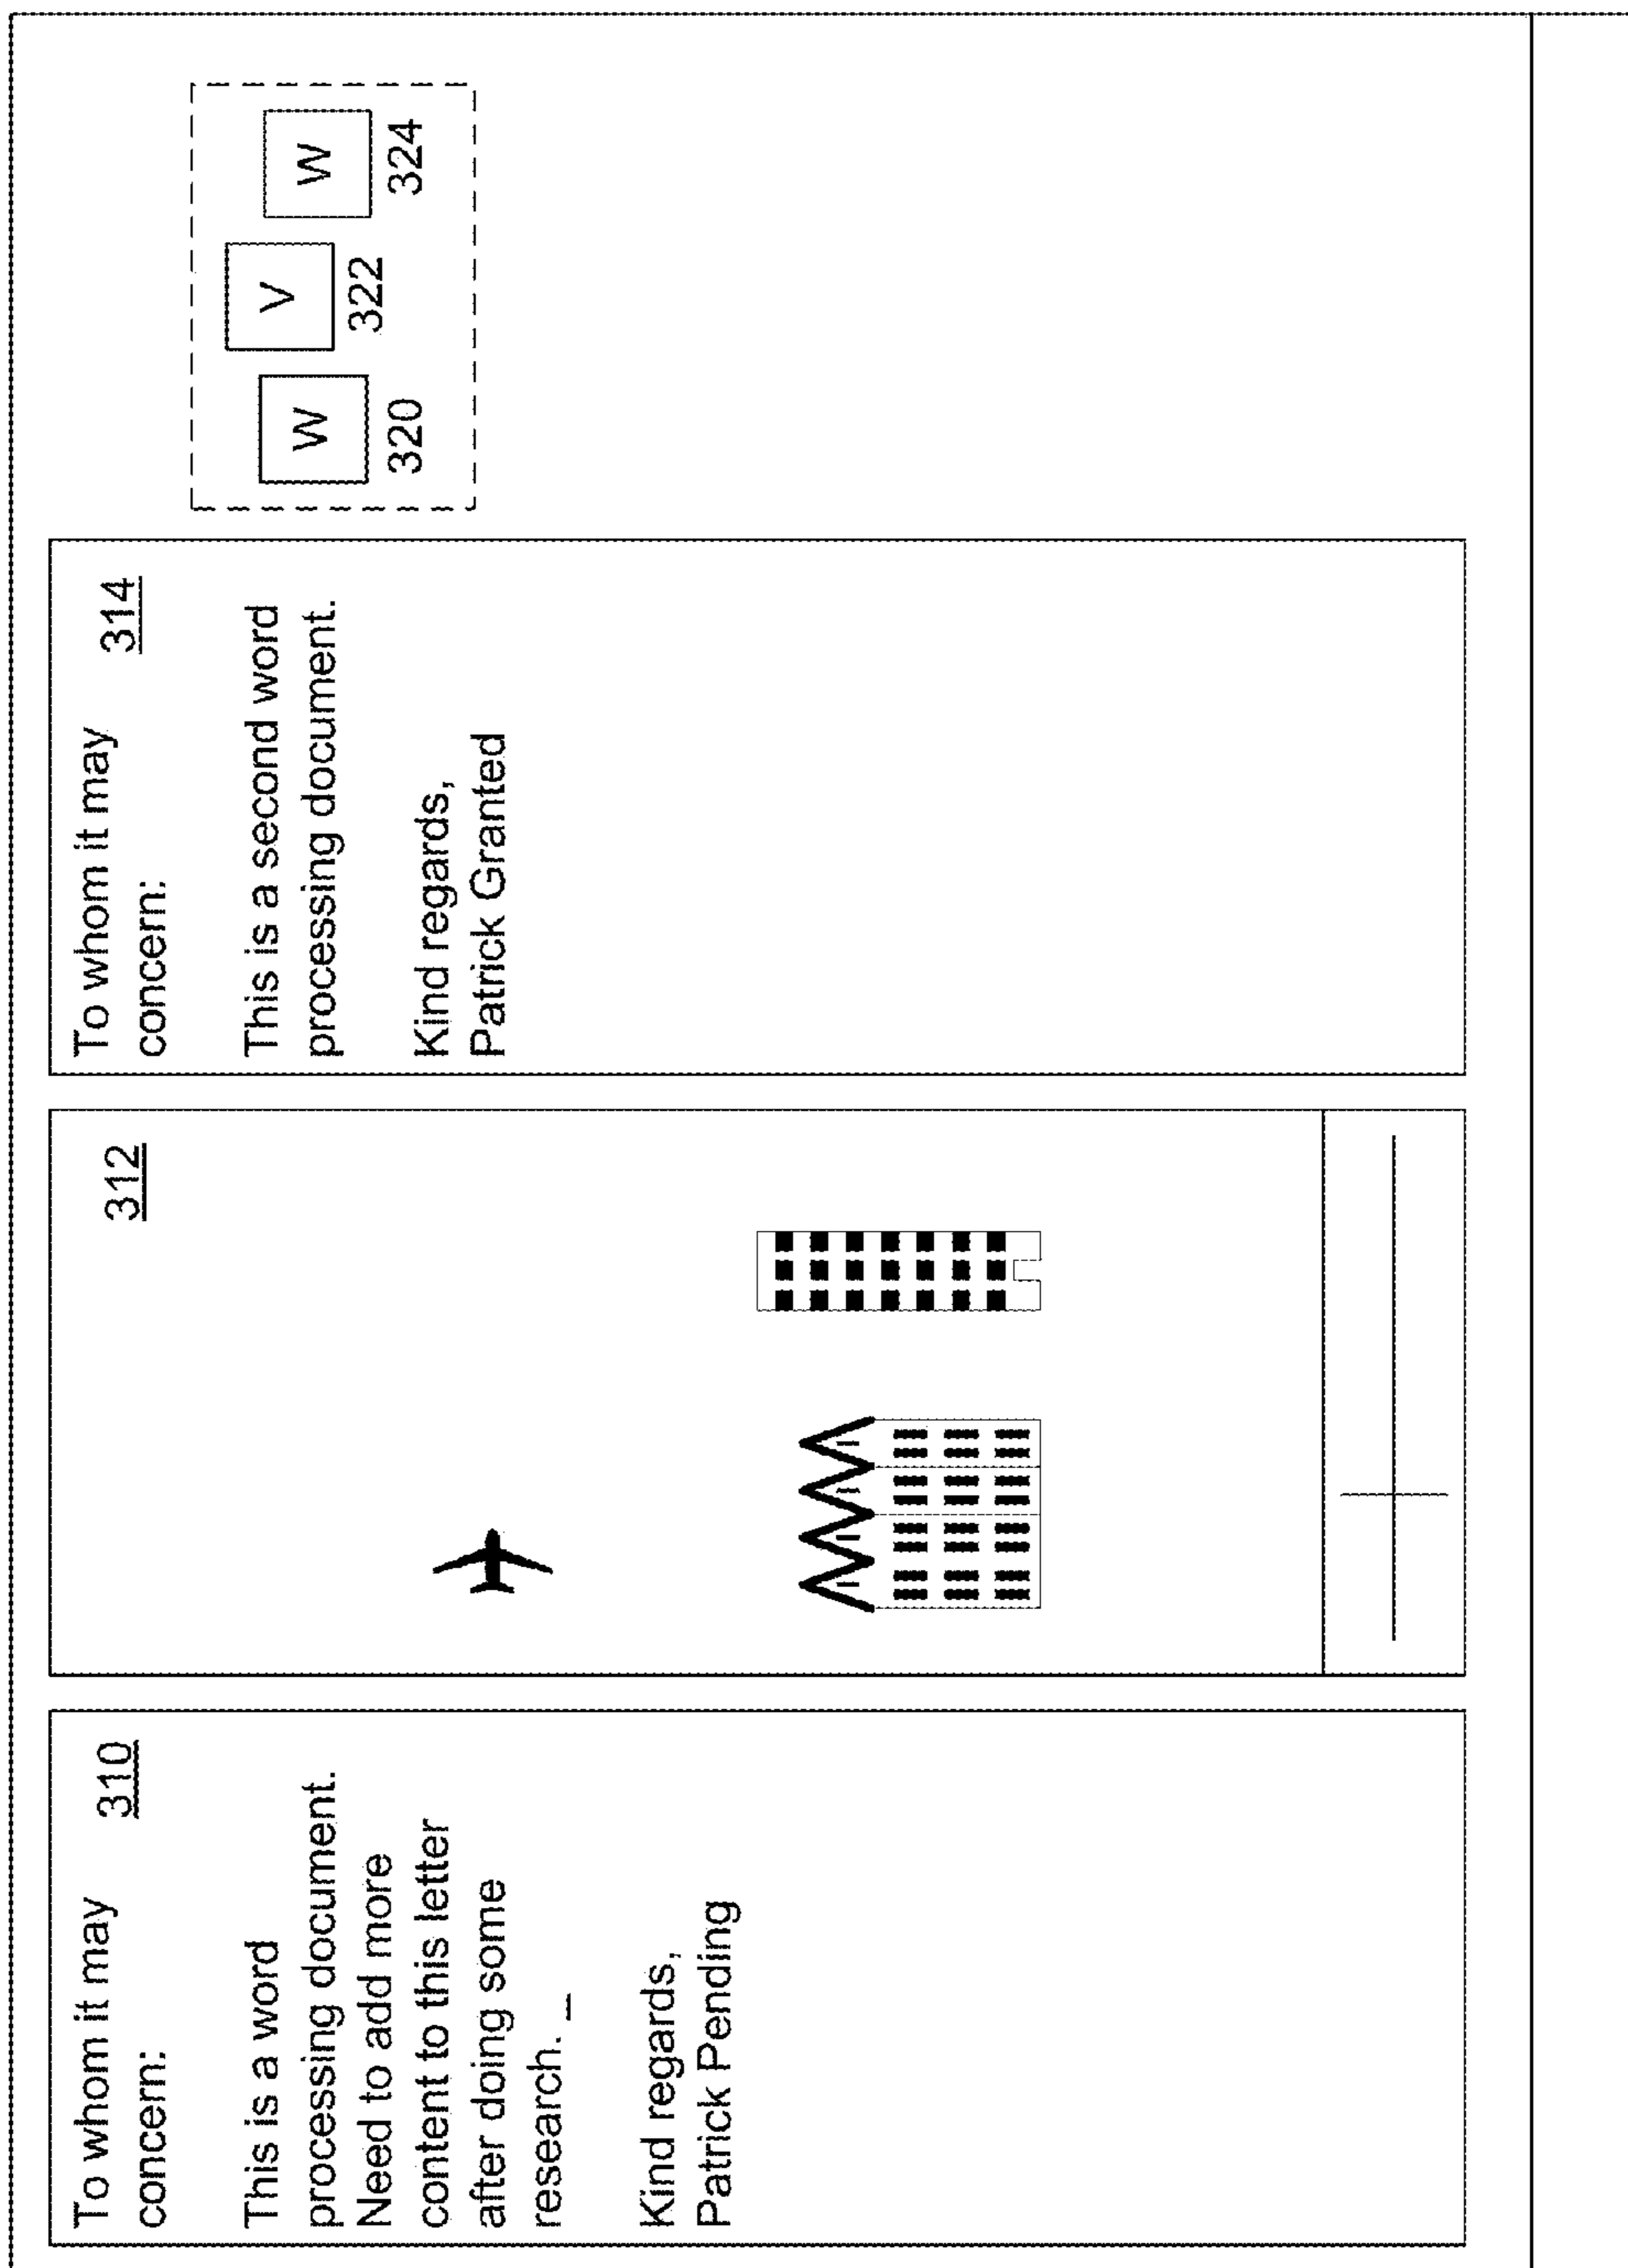 To whom it may
310
concern:
This is a word
processing document.
Need to add more
content to this letter
after doing some
research. _
Kind regards,
Patrick Pending
312
To whom it may
314
concern:
This is a second word
processing document.
Kind regards,
Patrick Granted
W
V
W
320
322
324